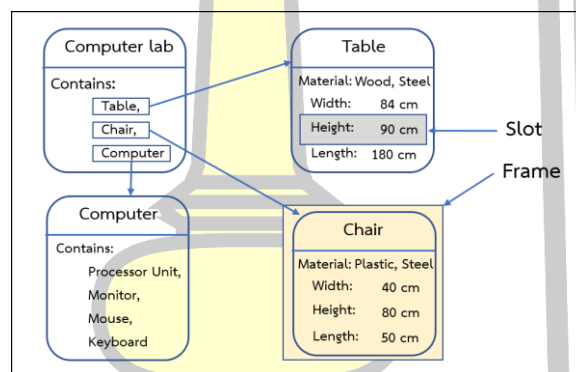 Computer lab
Contains:
Table,
Chair,
Computer
Table
Material: Wood, Steel
Width: 84 cm
Height: 90 cm
Length: 180 cm
Slot
Frame
Computer
Contains:
Processor Unit,
Monitor,
Mouse,
Keyboard
Chair
Material: Plastic, Steel
Width: 40 cm
Height: 80 cm
Length: 50 cm